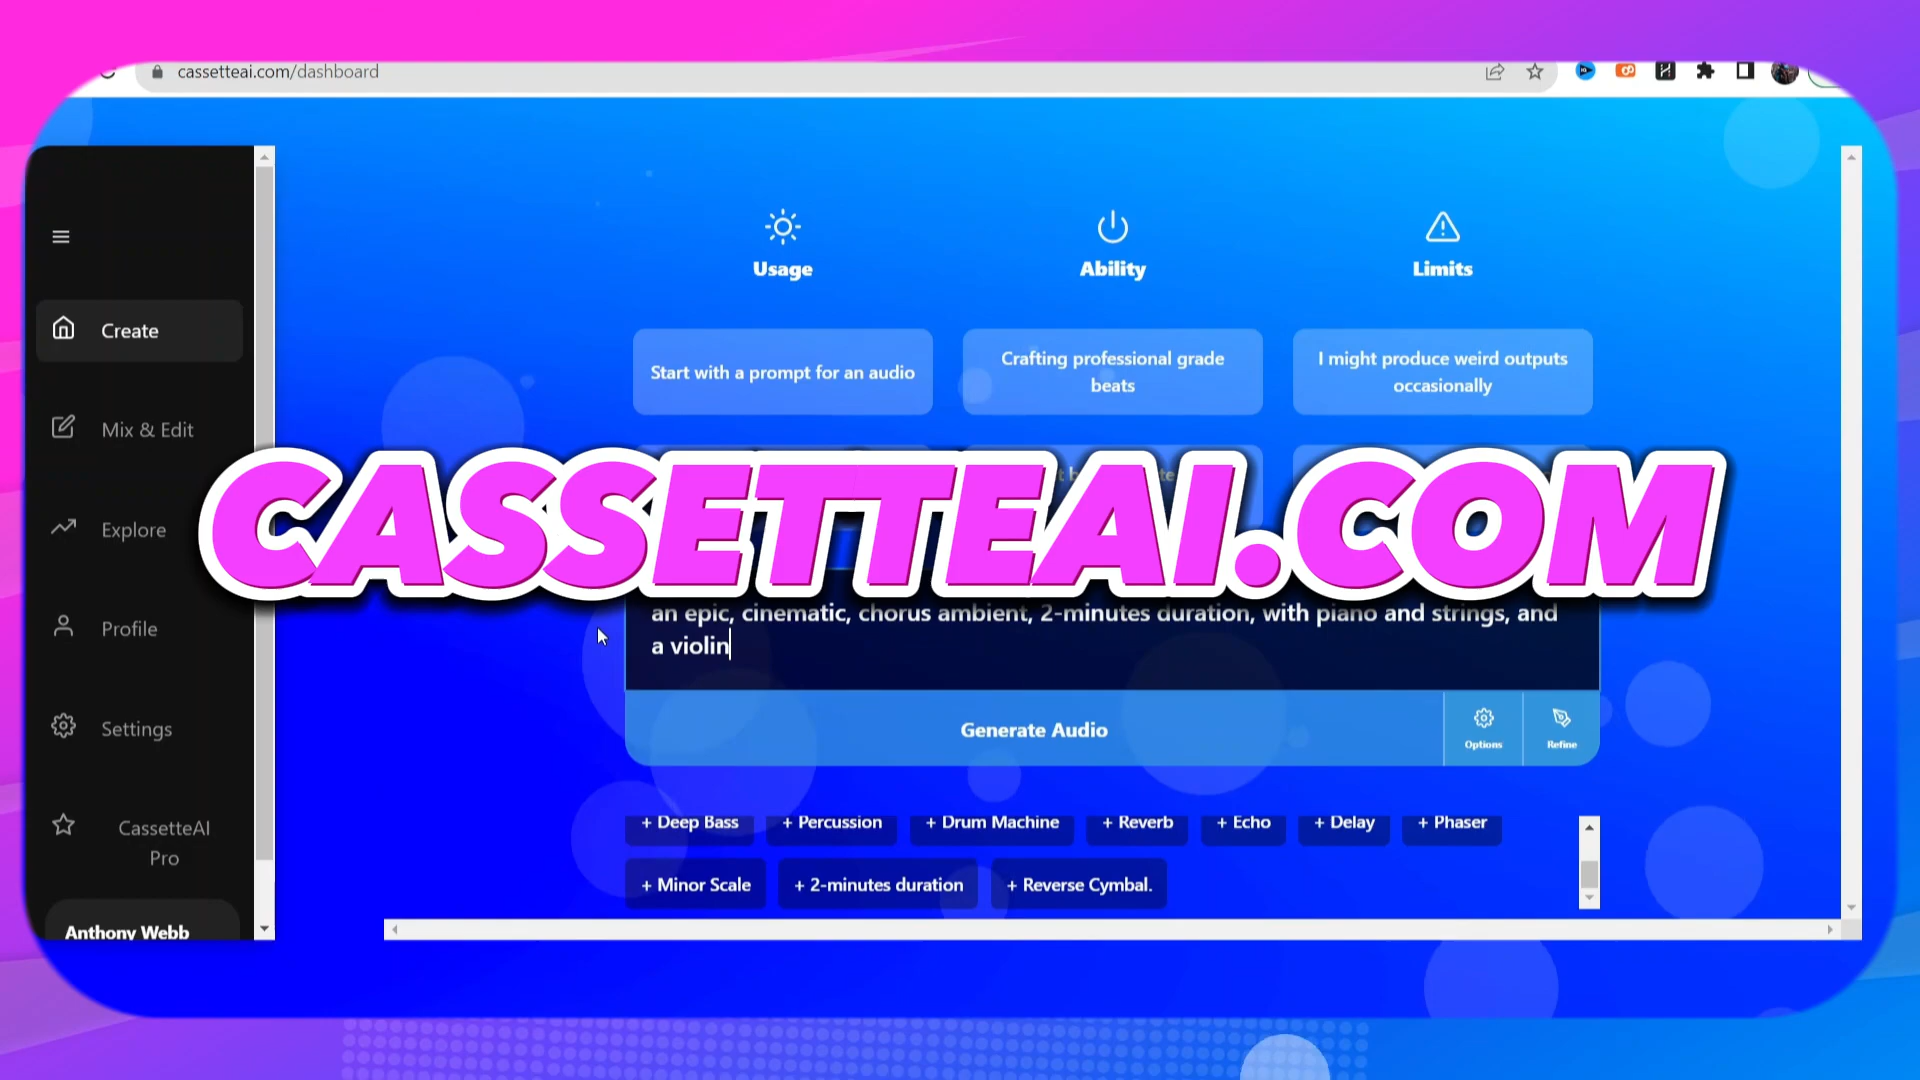 cassetteai.com/dashboard
Usage
Ability
Limits
Start with a prompt for an audio
Crafting professional grade
beats
I might produce weird outputs
occasionally
Create
Mix & Edit
Explore
Profile
Settings
CassetteAI
Pro
Anthony Webb
CASSETTEAI.COM
an epic, cinematic, chorus ambient, 2-minutes duration, with piano and strings, and
a violin
Generate Audio
Options
Refine
+ Deep Bass
+ Percussion
+ Drum Machine
+ Reverb
+ Echo
+ Delay
+ Phaser
+ Minor Scale
+ 2-minutes duration
+ Reverse Cymbal.